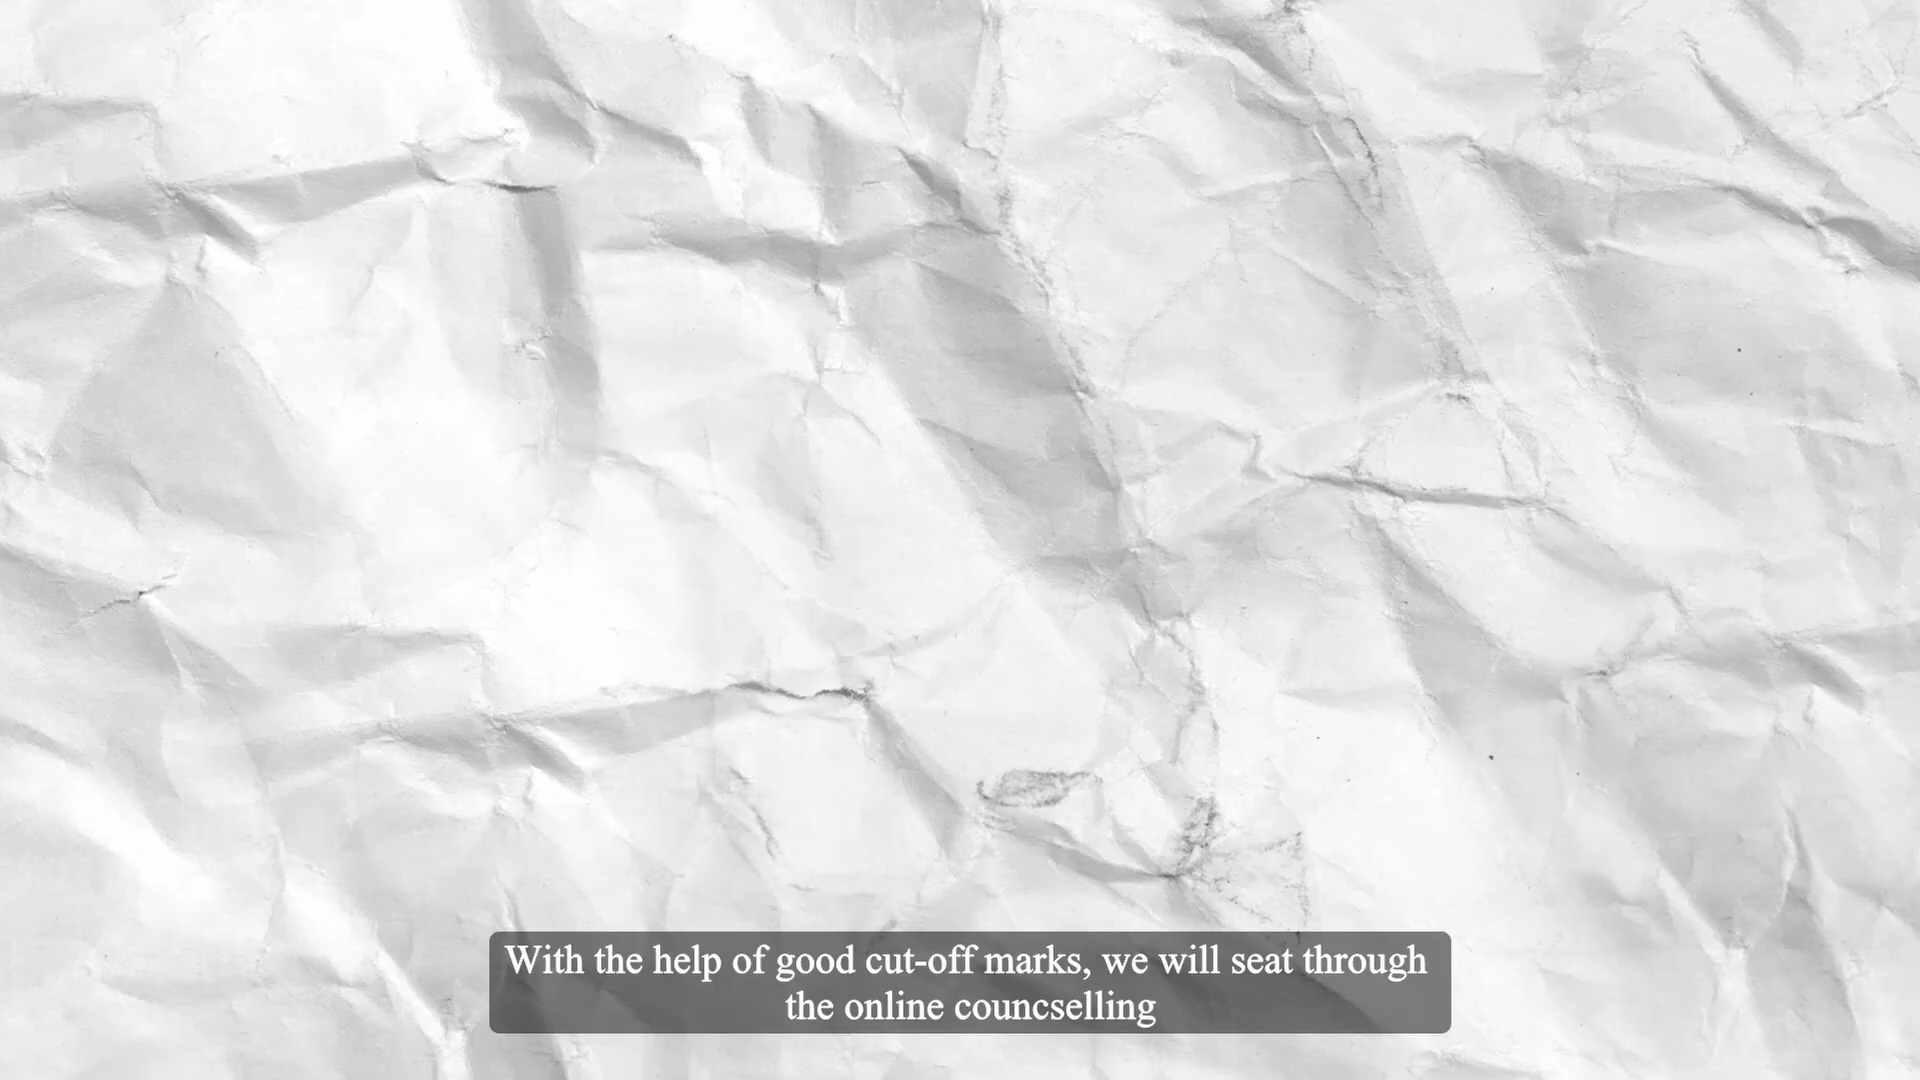 With the help of good cut-off marks, we will seat through
the online councselling